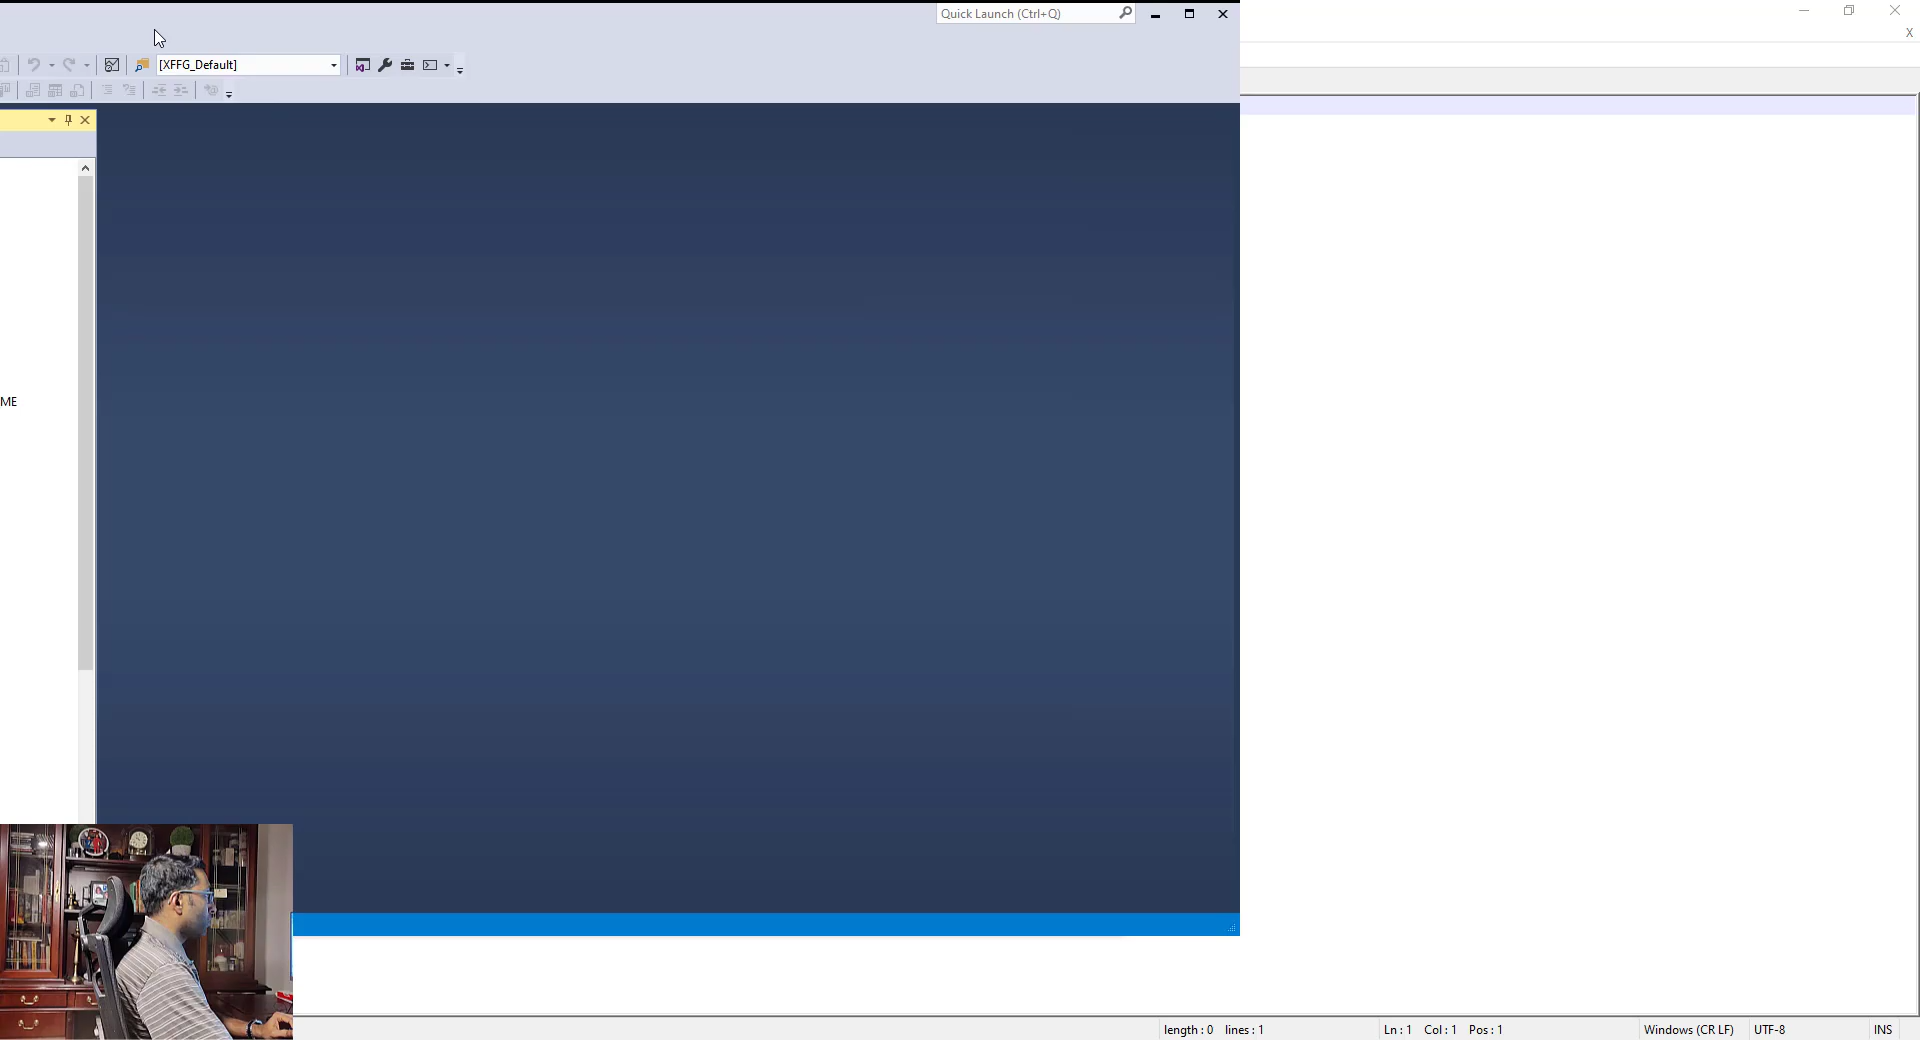 Quick Launch (Ctrl+Q)
X
[XFFG_Default]
ME
length : 0 lines : 1
Ln : 1 Col : 1 Pos : 1
Windows (CR LF)
UTF-8
INS